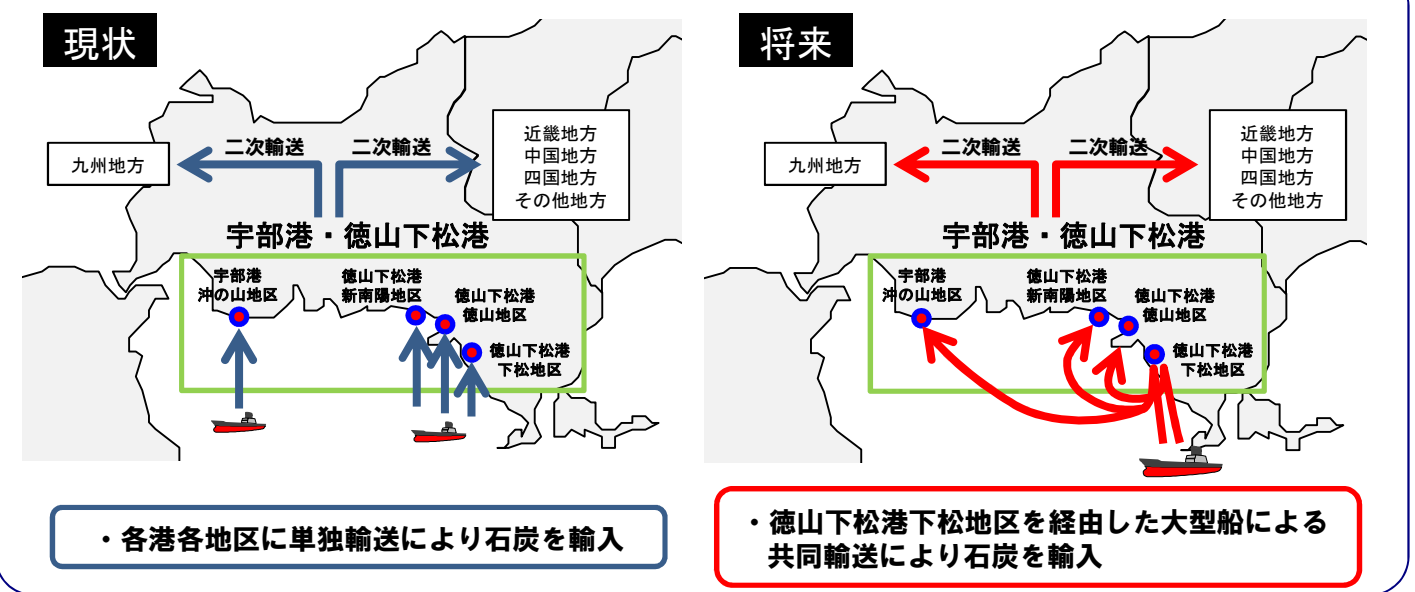 現状
九州地方
二次輸送
二次輸送
近畿地方
中国地方
四国地方
その他地方
宇部港・徳山下松港
宇部港
沖の山地区
徳山下松港
新南陽地区
徳山下松港
徳山地区
徳山下松港
下松地区
・各港各地区に単独輸送により石炭を輸入
将来
九州地方
二次輸送
二次輸送
近畿地方
中国地方
四国地方
その他地方
宇部港・徳山下松港
宇部港
沖の山地区
徳山下松港
新南陽地区
徳山下松港
徳山地区
徳山下松港
下松地区
・徳山下松港下松地区を経由した大型船による
共同輸送により石炭を輸入